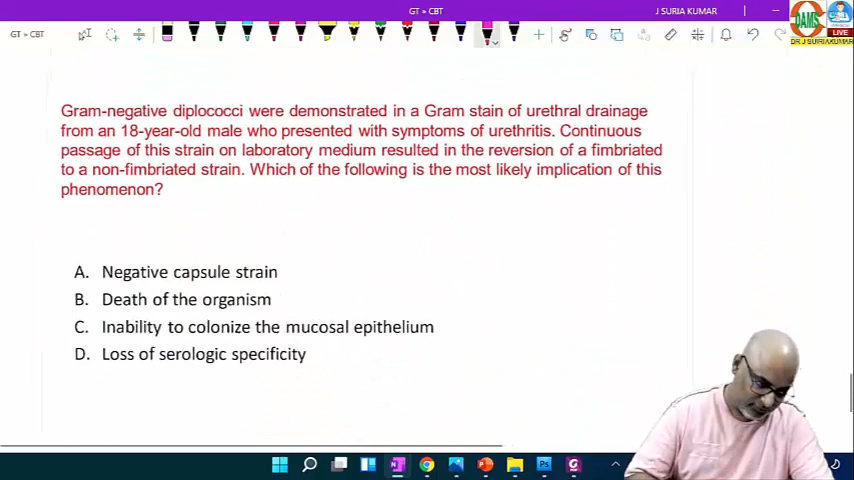 GT » CBT
J SURIA KUMAR
GT » CBT
DAMS
LIVE
DR J SURIAKUMAR
Gram-negative diplococci were demonstrated in a Gram stain of urethral drainage
from an 18-year-old male who presented with symptoms of urethritis. Continuous
passage of this strain on laboratory medium resulted in the reversion of a fimbriated
to a non-fimbriated strain. Which of the following is the most likely implication of this
phenomenon?
A. Negative capsule strain
B. Death of the organism
C. Inability to colonize the mucosal epithelium
D. Loss of serologic specificity